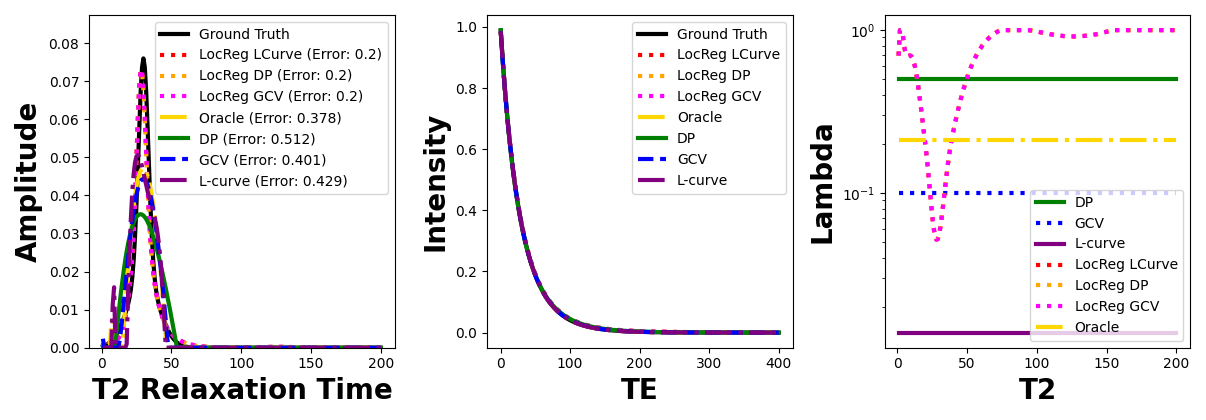 Amplitude
0.00
0.01
0.02
0.03
0.04
0.05
0.06
0.07
0.08
0
50
100
150
200
T2 Relaxation Time
Ground Truth
LocReg LCurve (Error: 0.2)
LocReg DP (Error: 0.2)
LocReg GCV (Error: 0.2)
Oracle (Error: 0.378)
DP (Error: 0.512)
GCV (Error: 0.401)
L-curve (Error: 0.429)
Intensity
0.0
0.2
0.4
0.6
0.8
1.0
0
100
200
300
400
TE
Ground Truth
LocReg LCurve
LocReg DP
LocReg GCV
Oracle
DP
GCV
L-curve
Lambda
10⁰
10⁻¹
0
50
100
150
200
T2
DP
GCV
L-curve
LocReg LCurve
LocReg DP
LocReg GCV
Oracle